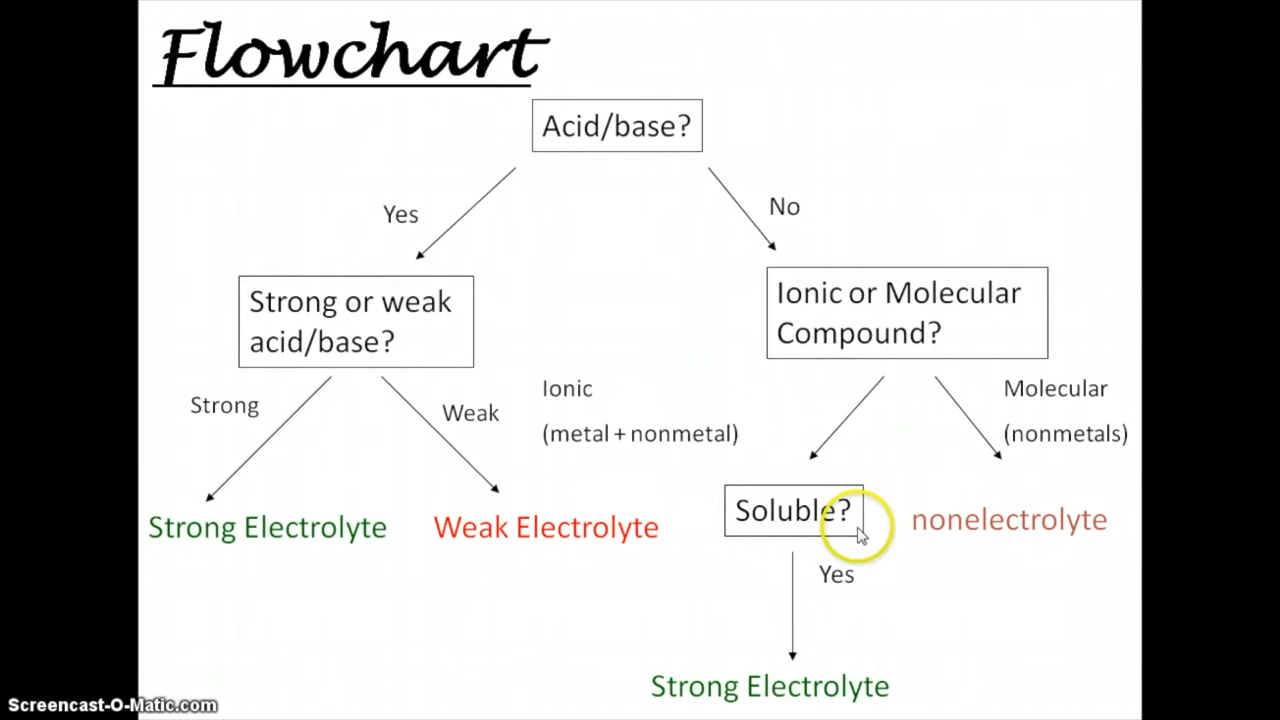 Flowchart
Acid/base?
Yes
No
Strong or weak
acid/base?
Ionic or Molecular
Compound?
Strong
Weak
Ionic
(metal + nonmetal)
Molecular
(nonmetals)
Strong Electrolyte
Weak Electrolyte
Soluble?
nonelectrolyte
Yes
Strong Electrolyte
Screencast-O-Matic.com